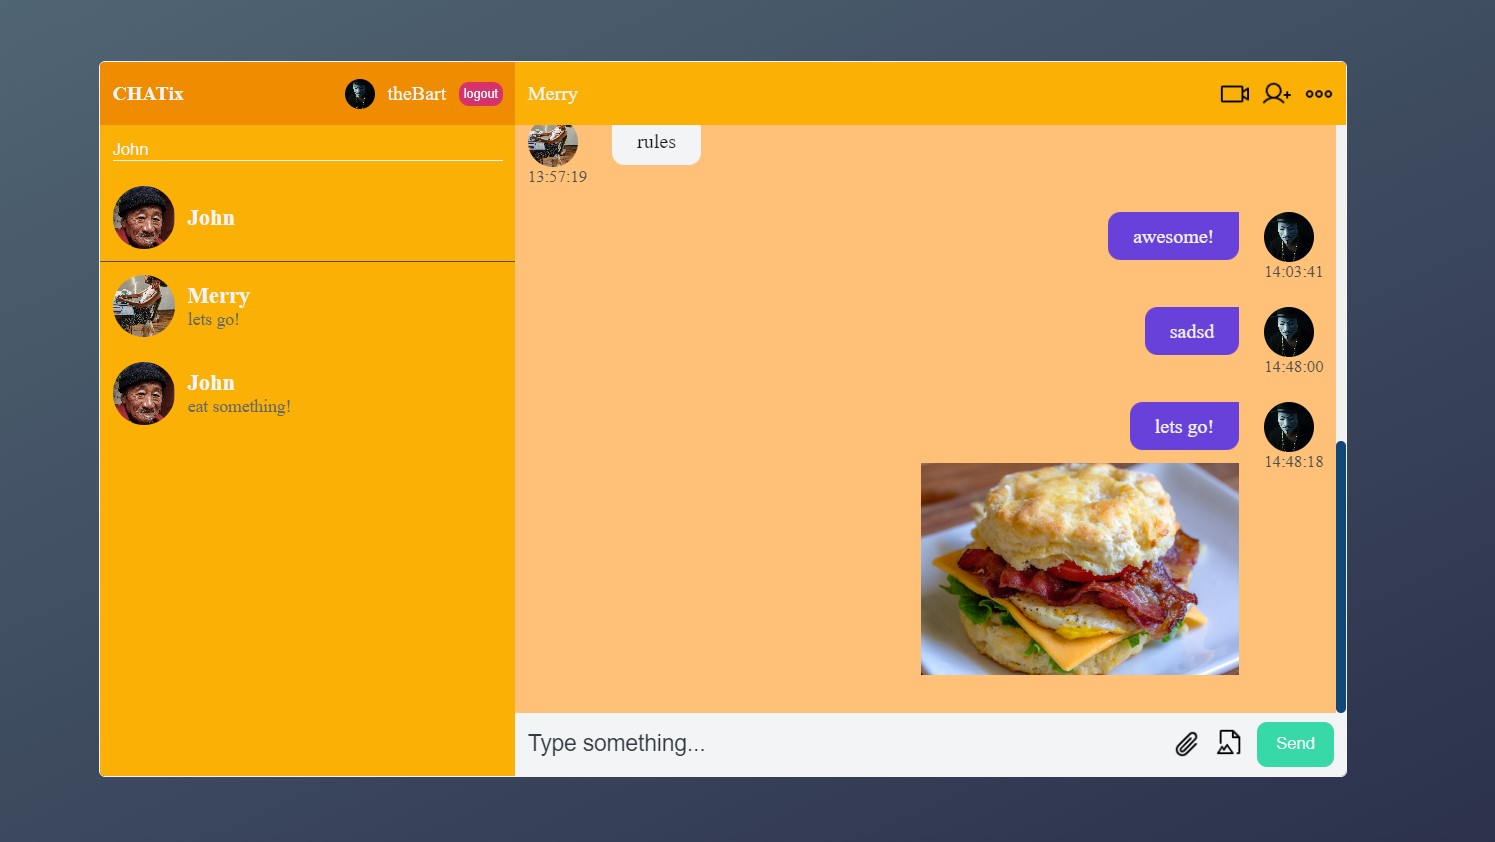 CHATix
theBart
logout
Merry
John
John
Merry
lets go!
John
eat something!
rules
13:57:19
awesome!
14:03:41
sadsd
14:48:00
lets go!
14:48:18
Type something...
Send